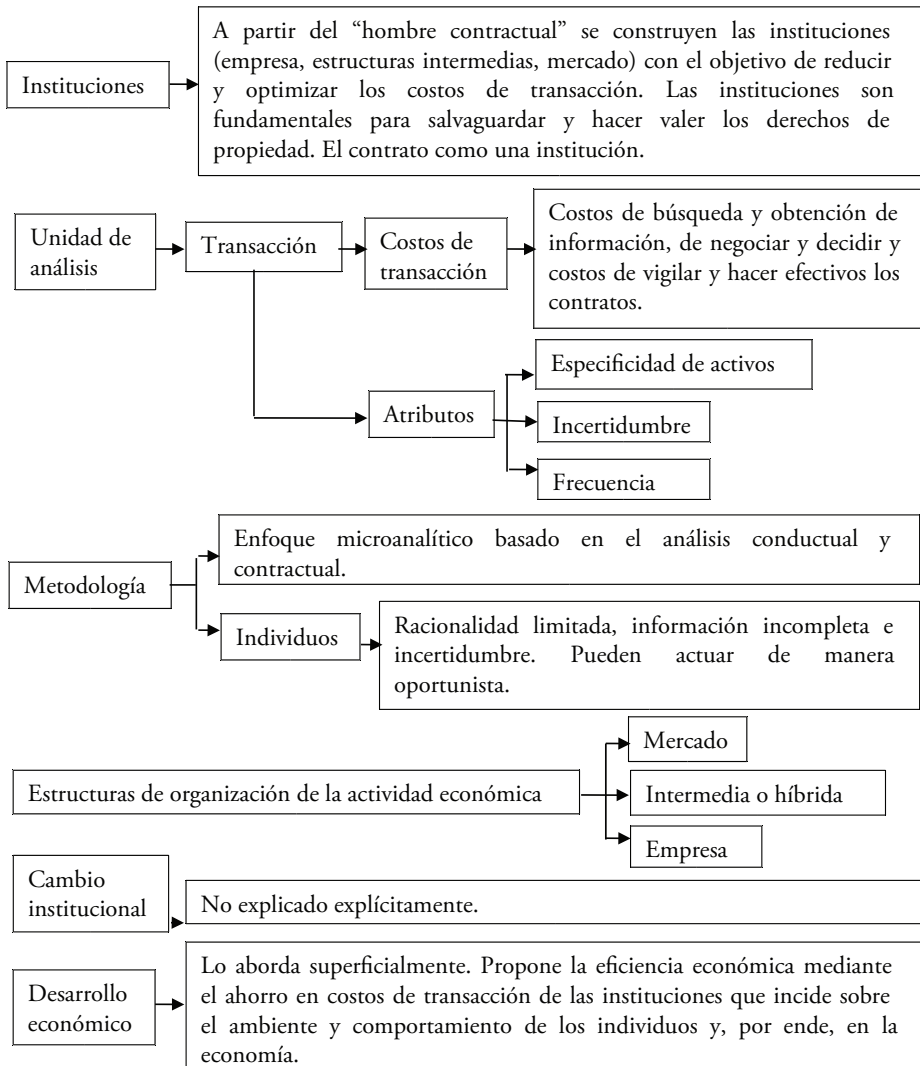 A partir del “hombre contractual” se construyen las instituciones
(empresa, estructuras intermedias, mercado) con el objetivo de reducir
y optimizar los costos de transacción. Las instituciones son
fundamentales para salvaguardar y hacer valer los derechos de
propiedad. El contrato como una institución.
Instituciones
Unidad de
análisis
Transacción
Costos de
transacción
Costos de búsqueda y obtención de
información, de negociar y decidir y
costos de vigilar y hacer efectivos los
contratos.
Atributos
Especificidad de activos
Incertidumbre
Frecuencia
Metodología
Enfoque microanalítico basado en el análisis conductual y
contractual.
Individuos
Racionalidad limitada, información incompleta e
incertidumbre. Pueden actuar de manera
oportunista.
Estructuras de organización de la actividad económica
Mercado
Intermedia o híbrida
Empresa
Cambio
institucional
No explicado explícitamente.
Desarrollo
económico
Lo aborda superficialmente. Propone la eficiencia económica mediante
el ahorro en costos de transacción de las instituciones que incide sobre
el ambiente y comportamiento de los individuos y, por ende, en la
economía.